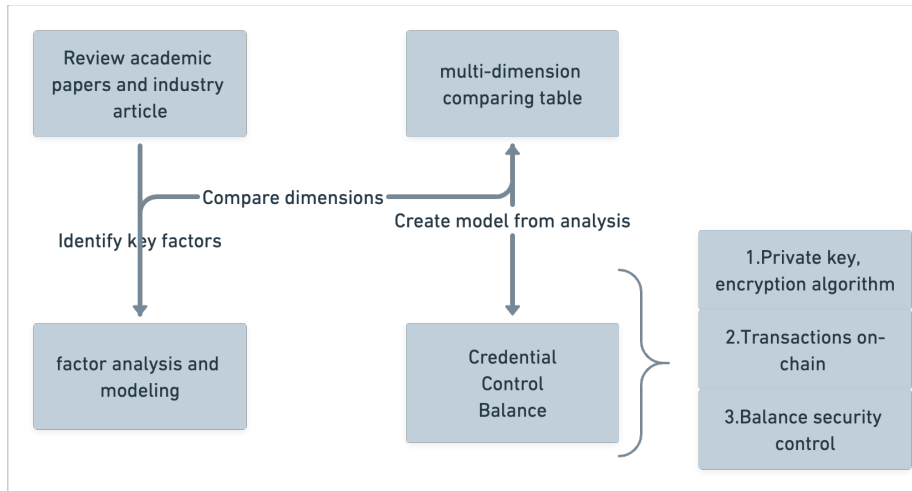 Review academic
papers and industry
article
multi-dimension
comparing table
Compare dimensions
Create model from analysis
Identify key factors
1.Private key,
encryption algorithm
2.Transactions on-
chain
3.Balance security
control
factor analysis and
modeling
Credential
Control
Balance